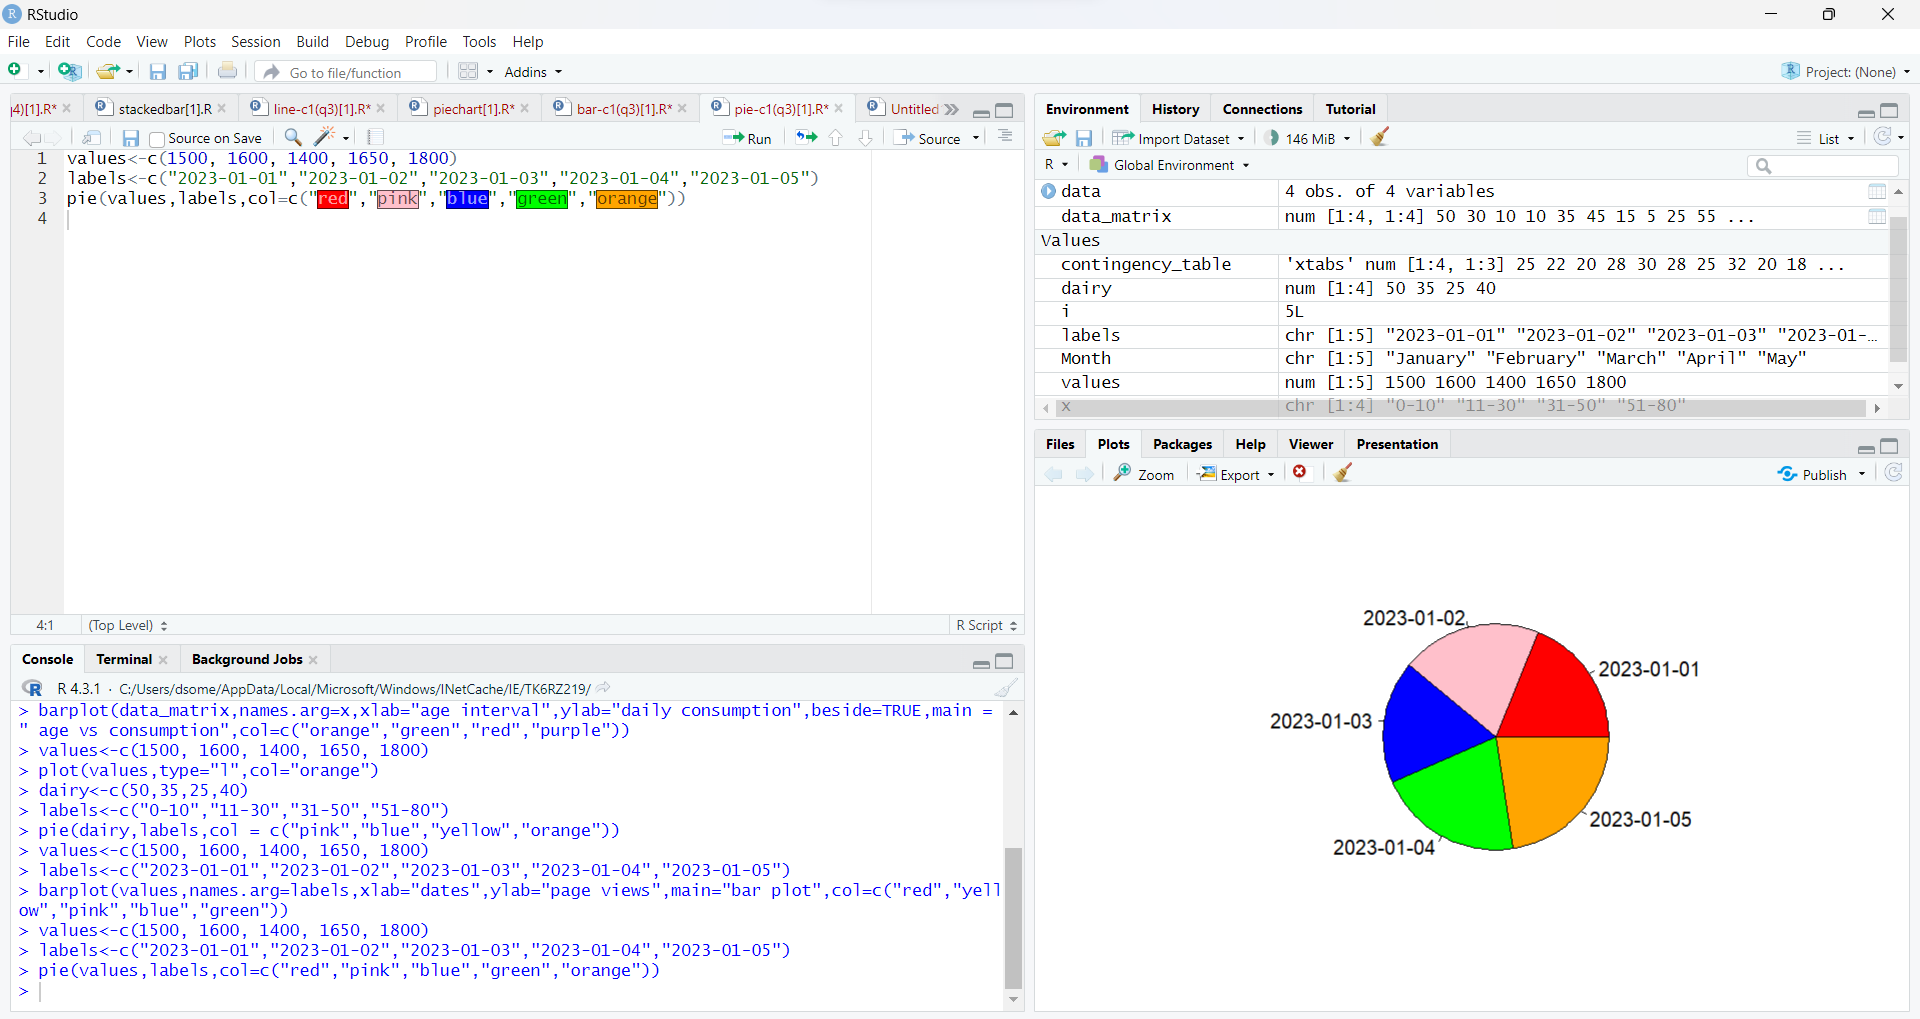 RStudio
File Edit Code View Plots Session Build Debug Profile Tools Help
Go to file/function Addins Project: (None)
4)[1].R* stackedbar[1].R line-c1(q3)[1].R* piechart[1].R* bar-c1(q3)[1].R* pie-c1(q3)[1].R* Untitled
Source on Save Run Source
1 values<-c(1500, 1600, 1400, 1650, 1800)
2 labels<-c("2023-01-01","2023-01-02","2023-01-03","2023-01-04","2023-01-05")
3 pie(values,labels,col=c("red","pink","blue","green","orange"))
4
4:1 (Top Level) R Script
Console Terminal Background Jobs
R 4.3.1 · C:/Users/dsome/AppData/Local/Microsoft/Windows/INetCache/IE/TK6RZ219/
> barplot(data_matrix,names.arg=x,xlab="age interval",ylab="daily consumption",beside=TRUE,main =
" age vs consumption",col=c("orange","green","red","purple"))
> values<-c(1500, 1600, 1400, 1650, 1800)
> plot(values,type="l",col="orange")
> dairy<-c(50,35,25,40)
> labels<-c("0-10","11-30","31-50","51-80")
> pie(dairy,labels,col = c("pink","blue","yellow","orange"))
> values<-c(1500, 1600, 1400, 1650, 1800)
> labels<-c("2023-01-01","2023-01-02","2023-01-03","2023-01-04","2023-01-05")
> barplot(values,names.arg=labels,xlab="dates",ylab="page views",main="bar plot",col=c("red","yell
ow","pink","blue","green"))
> values<-c(1500, 1600, 1400, 1650, 1800)
> labels<-c("2023-01-01","2023-01-02","2023-01-03","2023-01-04","2023-01-05")
> pie(values,labels,col=c("red","pink","blue","green","orange"))
>
Environment History Connections Tutorial
Import Dataset 146 MiB List
R Global Environment
data 4 obs. of 4 variables
data_matrix num [1:4, 1:4] 50 30 10 10 35 45 15 5 25 55 ...
Values
contingency_table 'xtabs' num [1:4, 1:3] 25 22 20 28 30 28 25 32 20 18 ...
dairy num [1:4] 50 35 25 40
i 5L
labels chr [1:5] "2023-01-01" "2023-01-02" "2023-01-03" "2023-01-…
Month chr [1:5] "January" "February" "March" "April" "May"
values num [1:5] 1500 1600 1400 1650 1800
x chr [1:4] "0-10" "11-30" "31-50" "51-80"
Files Plots Packages Help Viewer Presentation
Zoom Export Publish
2023-01-02
2023-01-01
2023-01-03
2023-01-05
2023-01-04